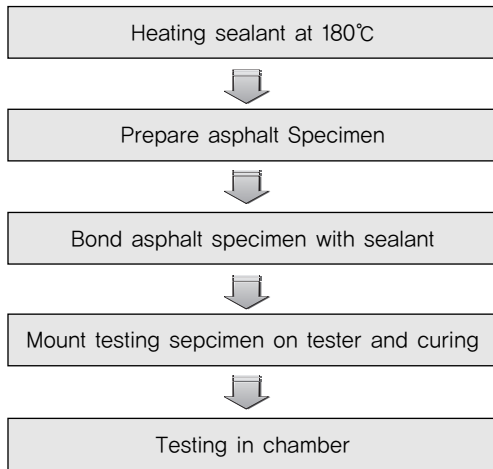 Heating sealant at 180℃
Prepare asphalt Specimen
Bond asphalt specimen with sealant
Mount testing sepcimen on tester and curing
Testing in chamber